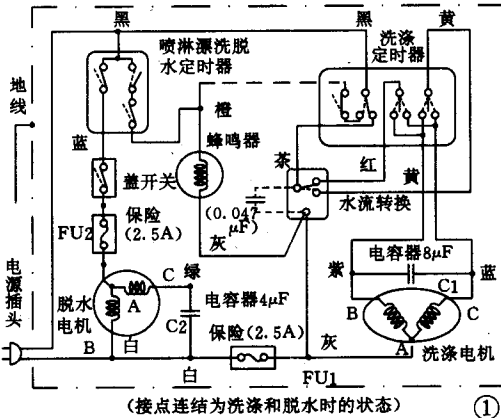 黑
黑
黄
喷淋漂洗脱
水定时器
洗涤
定时器
地
线
橙
蓝
蜂鸣器
茶
红
黄
盖开关
(0.047
μF)
水流转换
保险
(2.5A)
FU2
灰
电容器8μF
紫
蓝
绿
C
C1
电
源
插
头
脱水
电机
A
电容器4μF
C2
B
C
白
保险(2.5A)
灰
A
洗涤电机
B
白
FU1
(接点连结为洗涤和脱水时的状态)
①